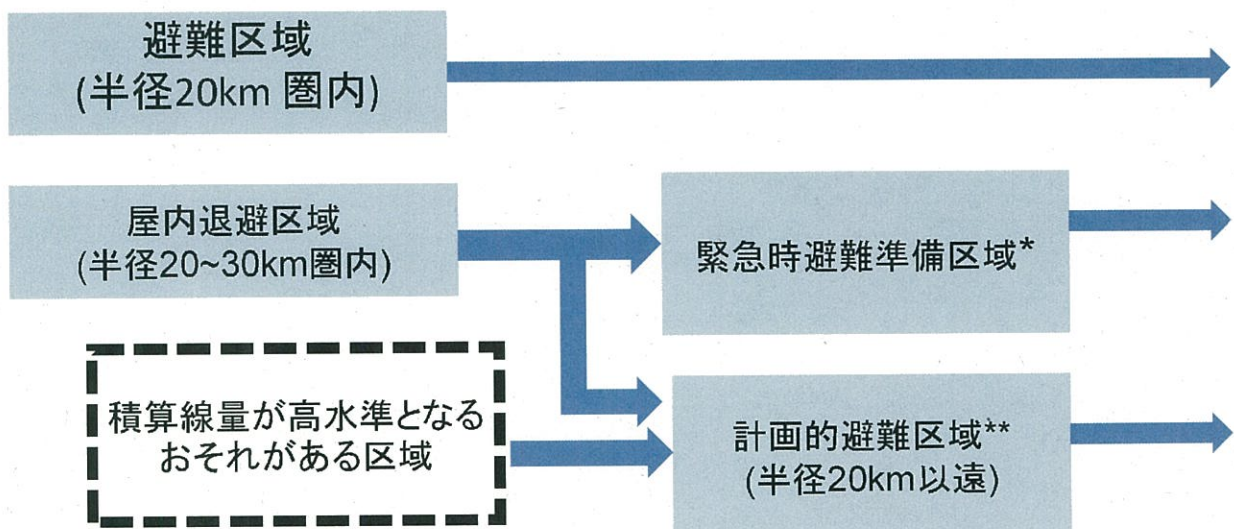 避難区域
(半径20km 圏内)
屋内退避区域
(半径20~30km圏内)
緊急時避難準備区域*
積算線量が高水準となる
おそれがある区域
計画的避難区域**
(半径20km以遠)